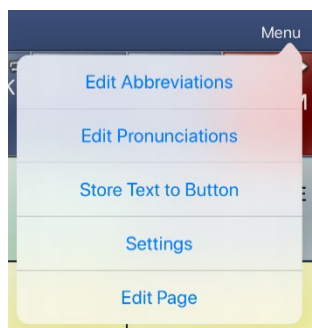 Menu
Edit Abbreviations
Edit Pronunciations
Store Text to Button
Settings
Edit Page